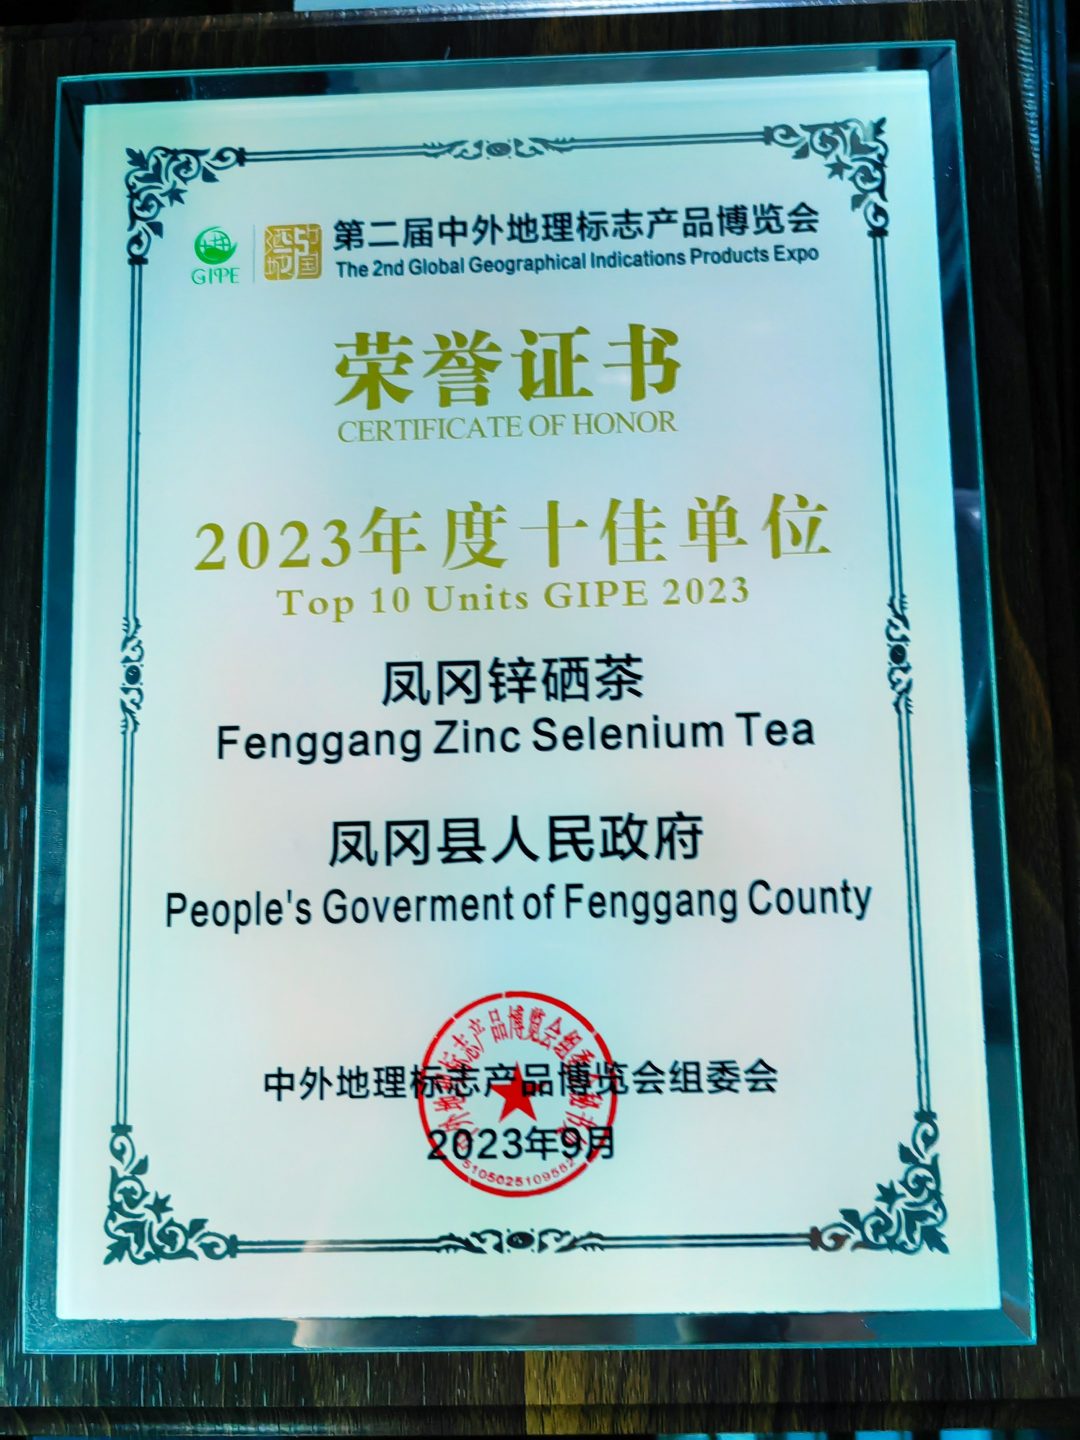 GIPE
第二届中外地理标志产品博览会
The 2nd Global Geographical Indications Products Expo
荣誉证书
CERTIFICATE OF HONOR
2023年度十佳单位
Top 10 Units GIPE 2023
凤冈锌硒茶
Fenggang Zinc Selenium Tea
凤冈县人民政府
People's Goverment of Fenggang County
中外地理标志产品博览会组委会
2023年9月